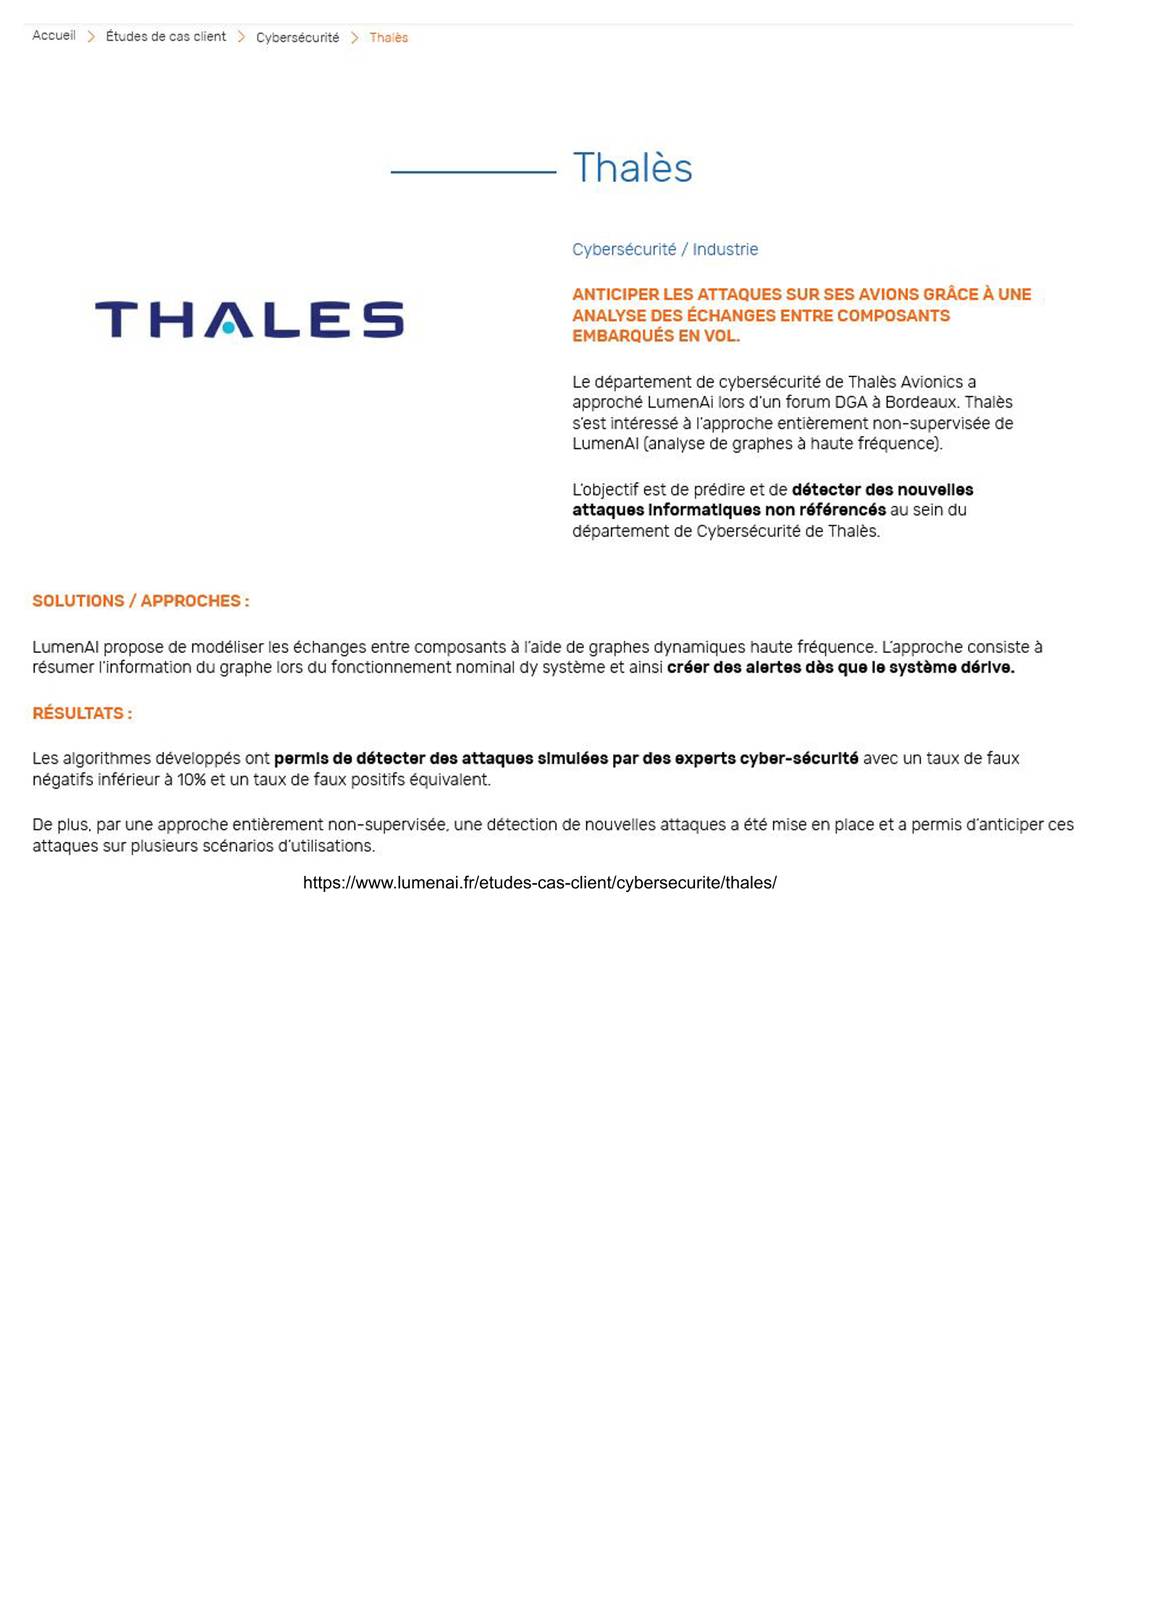 Accueil > Études de cas client > Cybersécurité > Thalès
Thalès
Cybersécurité / Industrie
THALES
ANTICIPER LES ATTAQUES SUR SES AVIONS GRÂCE À UNE
ANALYSE DES ÉCHANGES ENTRE COMPOSANTS
EMBARQUÉS EN VOL.
Le département de cybersécurité de Thalès Avionics a
approché LumenAi lors d'un forum DGA à Bordeaux. Thalès
s'est intéressé à l'approche entièrement non-supervisée de
LumenAI (analyse de graphes à haute fréquence).
L'objectif est de prédire et de détecter des nouvelles
attaques informatiques non référencés au sein du
département de Cybersécurité de Thalès.
SOLUTIONS / APPROCHES :
LumenAI propose de modéliser les échanges entre composants à l'aide de graphes dynamiques haute fréquence. L'approche consiste à
résumer l'information du graphe lors du fonctionnement nominal dy système et ainsi créer des alertes dès que le système dérive.
RÉSULTATS :
Les algorithmes développés ont permis de détecter des attaques simulées par des experts cyber-sécurité avec un taux de faux
négatifs inférieur à 10% et un taux de faux positifs équivalent.
De plus, par une approche entièrement non-supervisée, une détection de nouvelles attaques a été mise en place et a permis d'anticiper ces
attaques sur plusieurs scénarios d'utilisations.
https://www.lumenai.fr/etudes-cas-client/cybersecurite/thales/